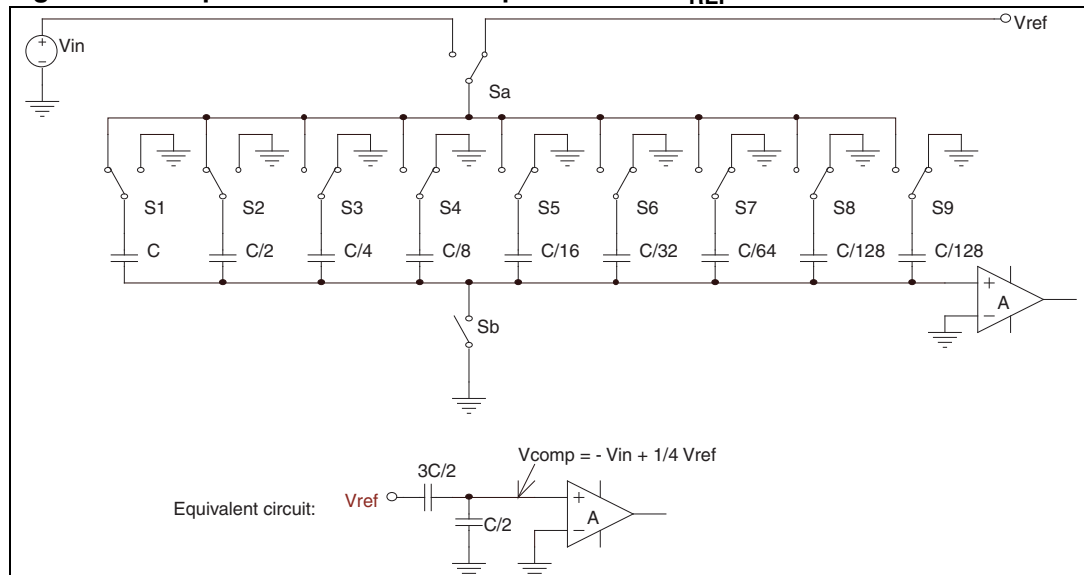 Vin
Vref
Sa
S1 S2 S3 S4 S5 S6 S7 S8 S9
C C/2 C/4 C/8 C/16 C/32 C/64 C/128 C/128
+
-
+
A
-
Sb
Vcomp = - Vin + 1/4 Vref
3C/2
Equivalent circuit: Vref
C/2
+
A
-